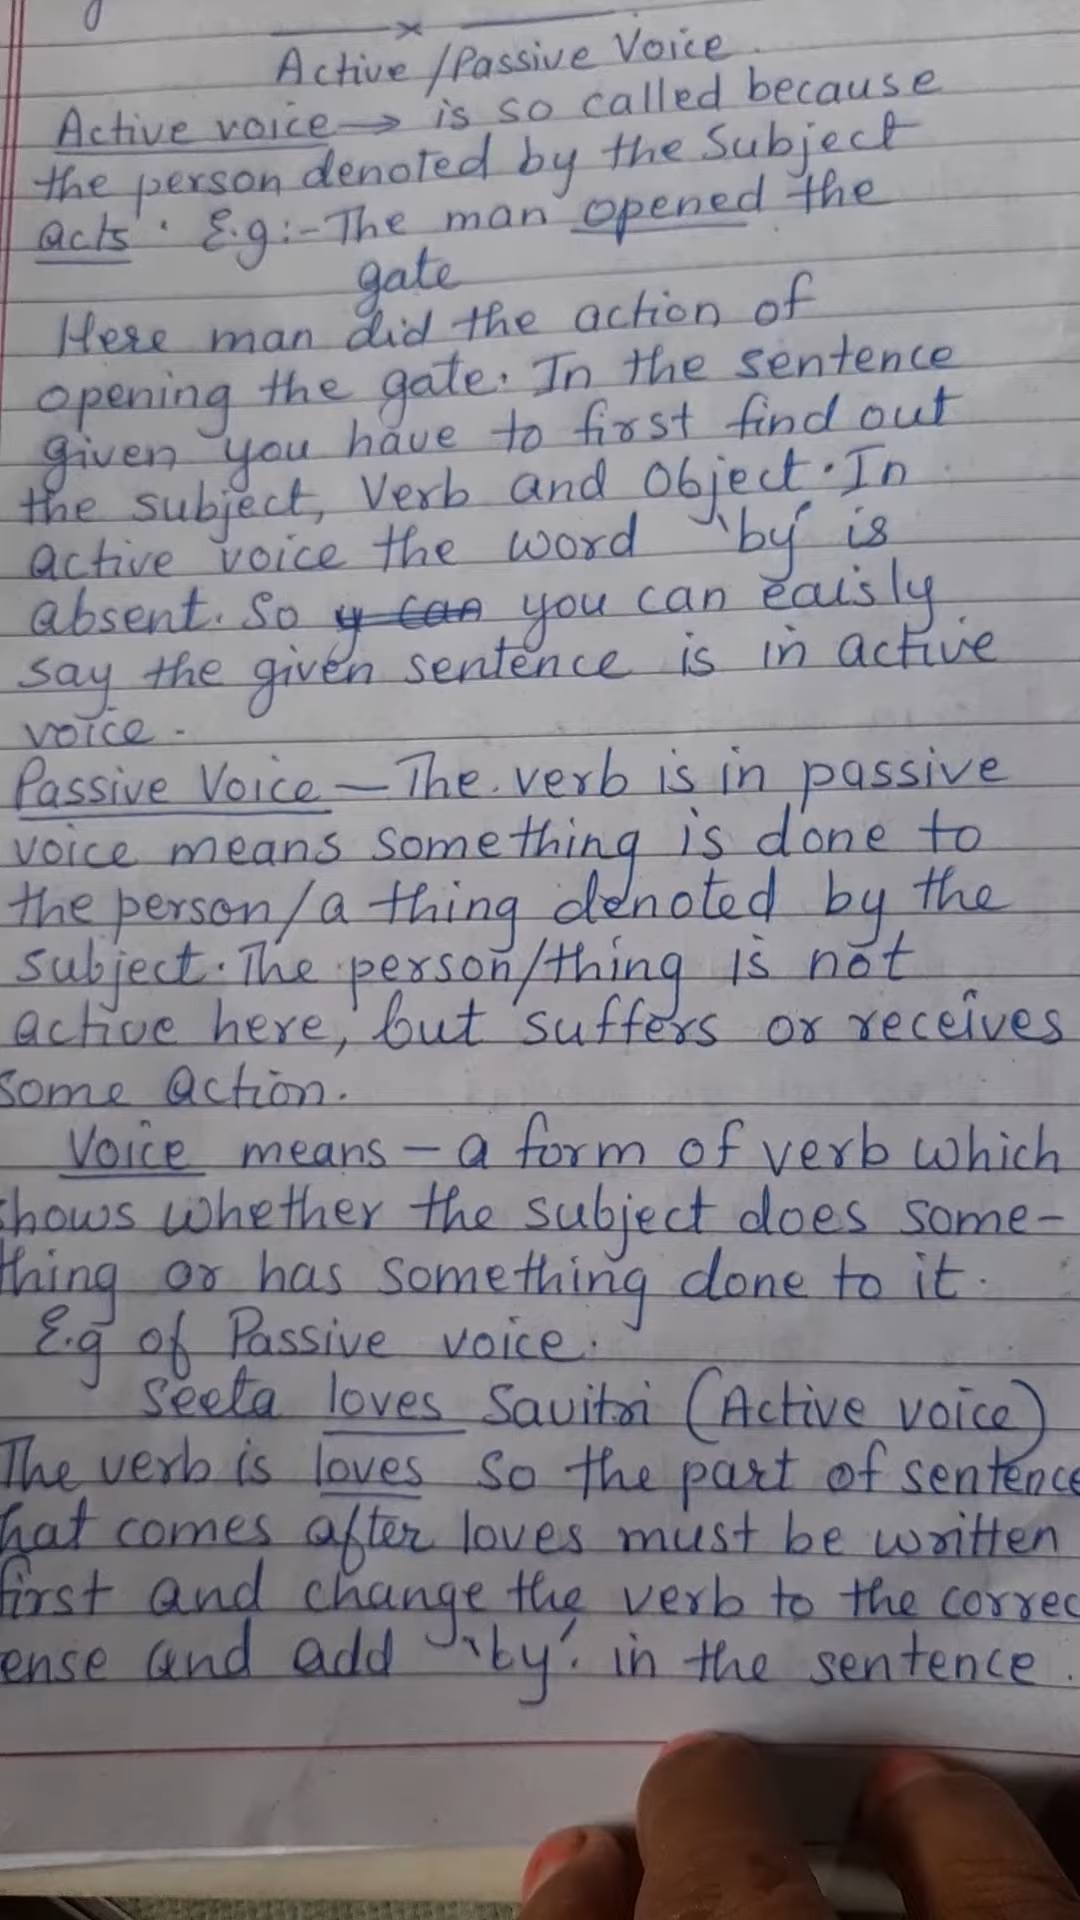 Active / Passive Voice
Active voice → is so called because
the person denoted by the Subject
acts. E.g:- The man opened the
gate
Here man did the action of
opening the gate. In the sentence
given you have to first find out
the subject, Verb and Object. In
active voice the word 'by' is
absent. So y can you can eaisly
say the given sentence is in active
voice.
Passive Voice - The verb is in passive
voice means something is done to
the person/a thing denoted by the
subject. The person/thing is not
active here, but suffers or receives
some action.
Voice means - a form of verb which
shows whether the subject does some-
thing or has something done to it.
E.g of Passive voice.
Seeta loves Savitri (Active voice)
The verb is loves so the part of sentence
hat comes after loves must be written
first and change the verb to the correc
ense and add 'by' in the sentence.